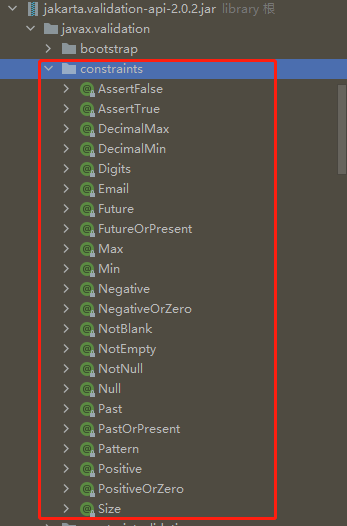 jakarta.validation-api-2.0.2.jar library 根
javax.validation
bootstrap
constraints
AssertFalse
AssertTrue
DecimalMax
DecimalMin
Digits
Email
Future
FutureOrPresent
Max
Min
Negative
NegativeOrZero
NotBlank
NotEmpty
NotNull
Null
Past
PastOrPresent
Pattern
Positive
PositiveOrZero
Size